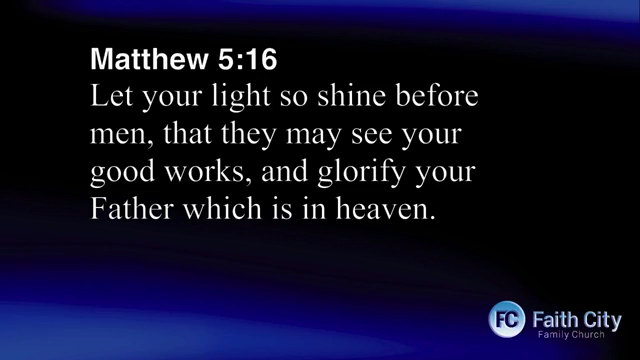 Matthew 5:16
Let your light so shine before
men, that they may see your
good works, and glorify your
Father which is in heaven.
FC Faith City
Family Church